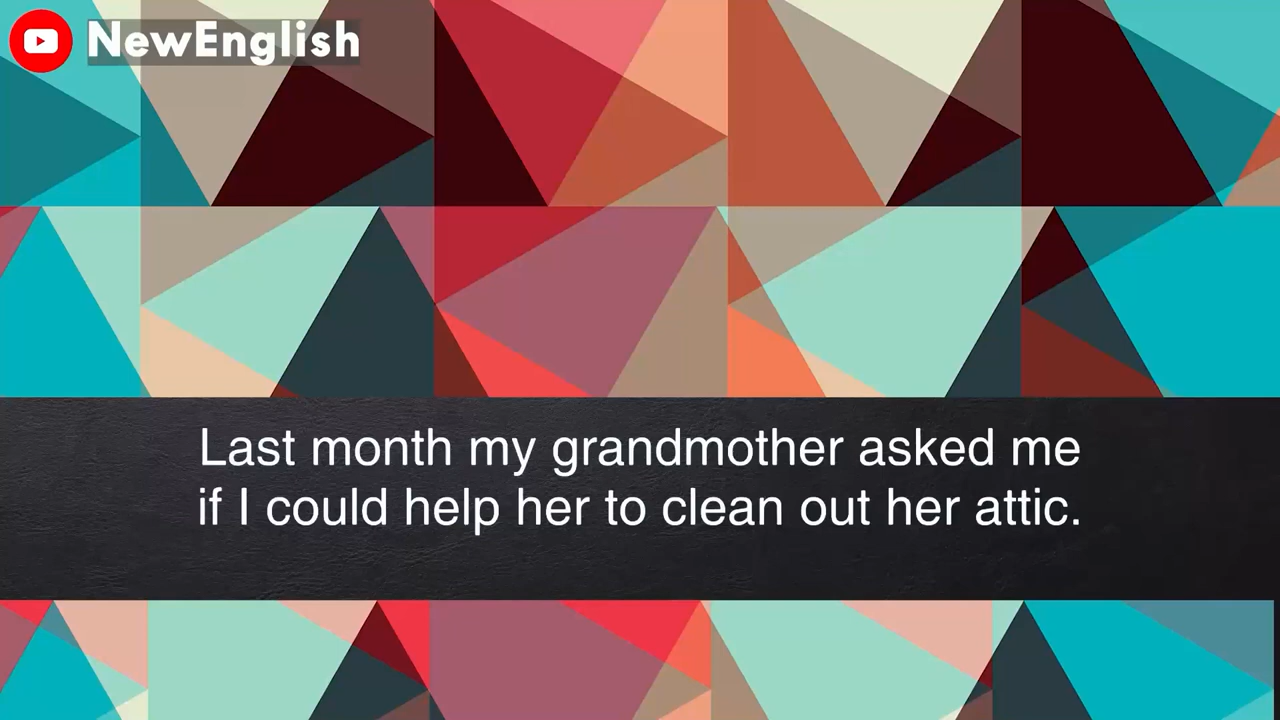 NewEnglish
Last month my grandmother asked me
if I could help her to clean out her attic.